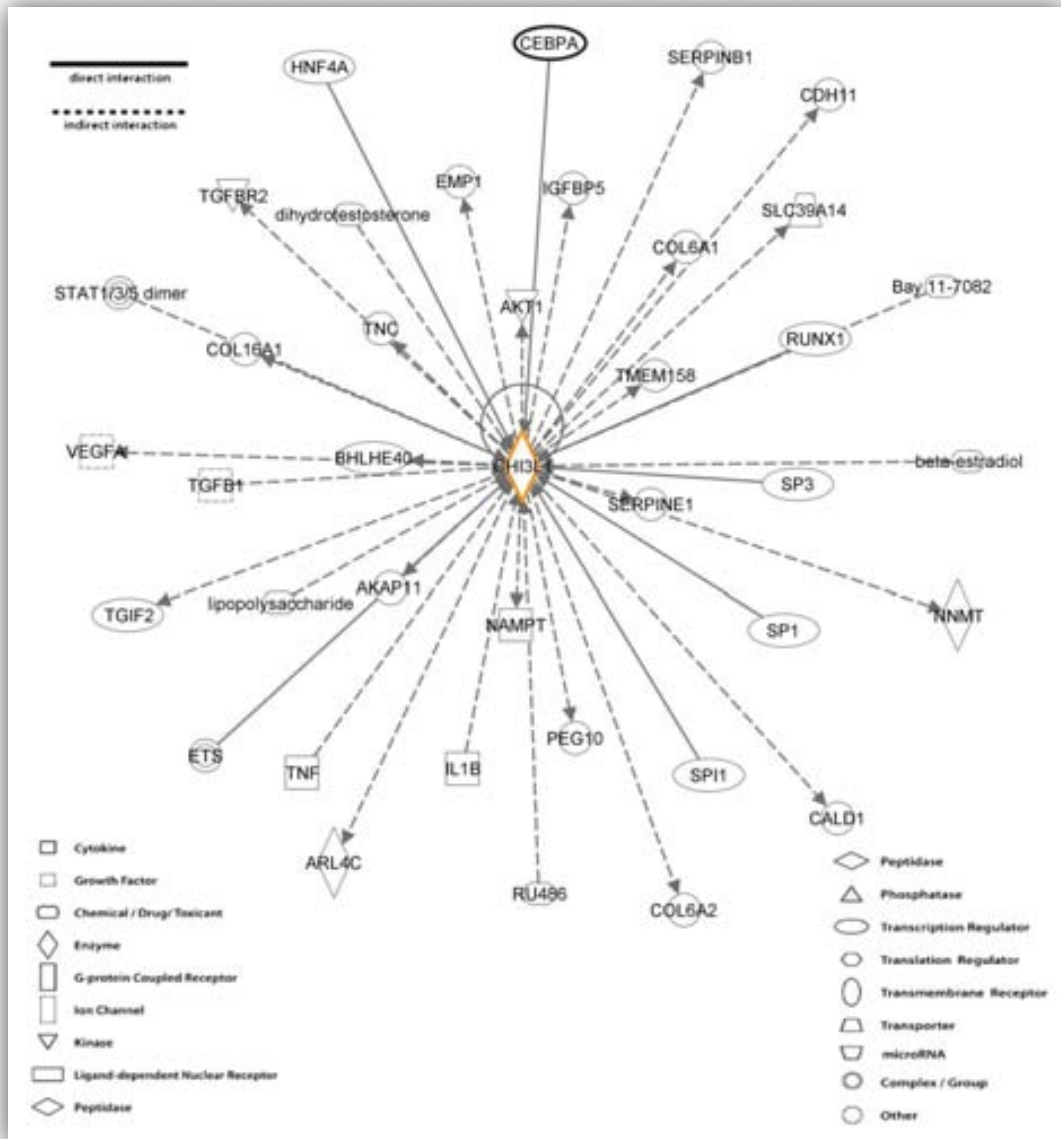 CEBPA
HNF4A
SERPINB1
direct interaction
CDH11
indirect interaction
EMP1
IGFBP5
TGFBR2
dihydrotestosterone
SLC39A14
COL6A1
Bay 11-7082
STAT1/3/5 dimer
AKT1
TNC
RUNX1
COL16A1
TMEM158
VEGFA
BHLHE40
beta-estradiol
TGFB1
SP3
SERPINE1
AKAP11
lipopolysaccharide
TGIF2
NAMPT
SP1
NNMT
PEG10
ETS
TNF
IL1B
SPI1
CALD1
ARL4C
RU486
COL6A2
Cytokine
Growth Factor
Chemical / Drug/ Toxicant
Enzyme
G-protein Coupled Receptor
Ion Channel
Kinase
Ligand-dependent Nuclear Receptor
Peptidase
Peptidase
Phosphatase
Transcription Regulator
Translation Regulator
Transmembrane Receptor
Transporter
microRNA
Complex / Group
Other